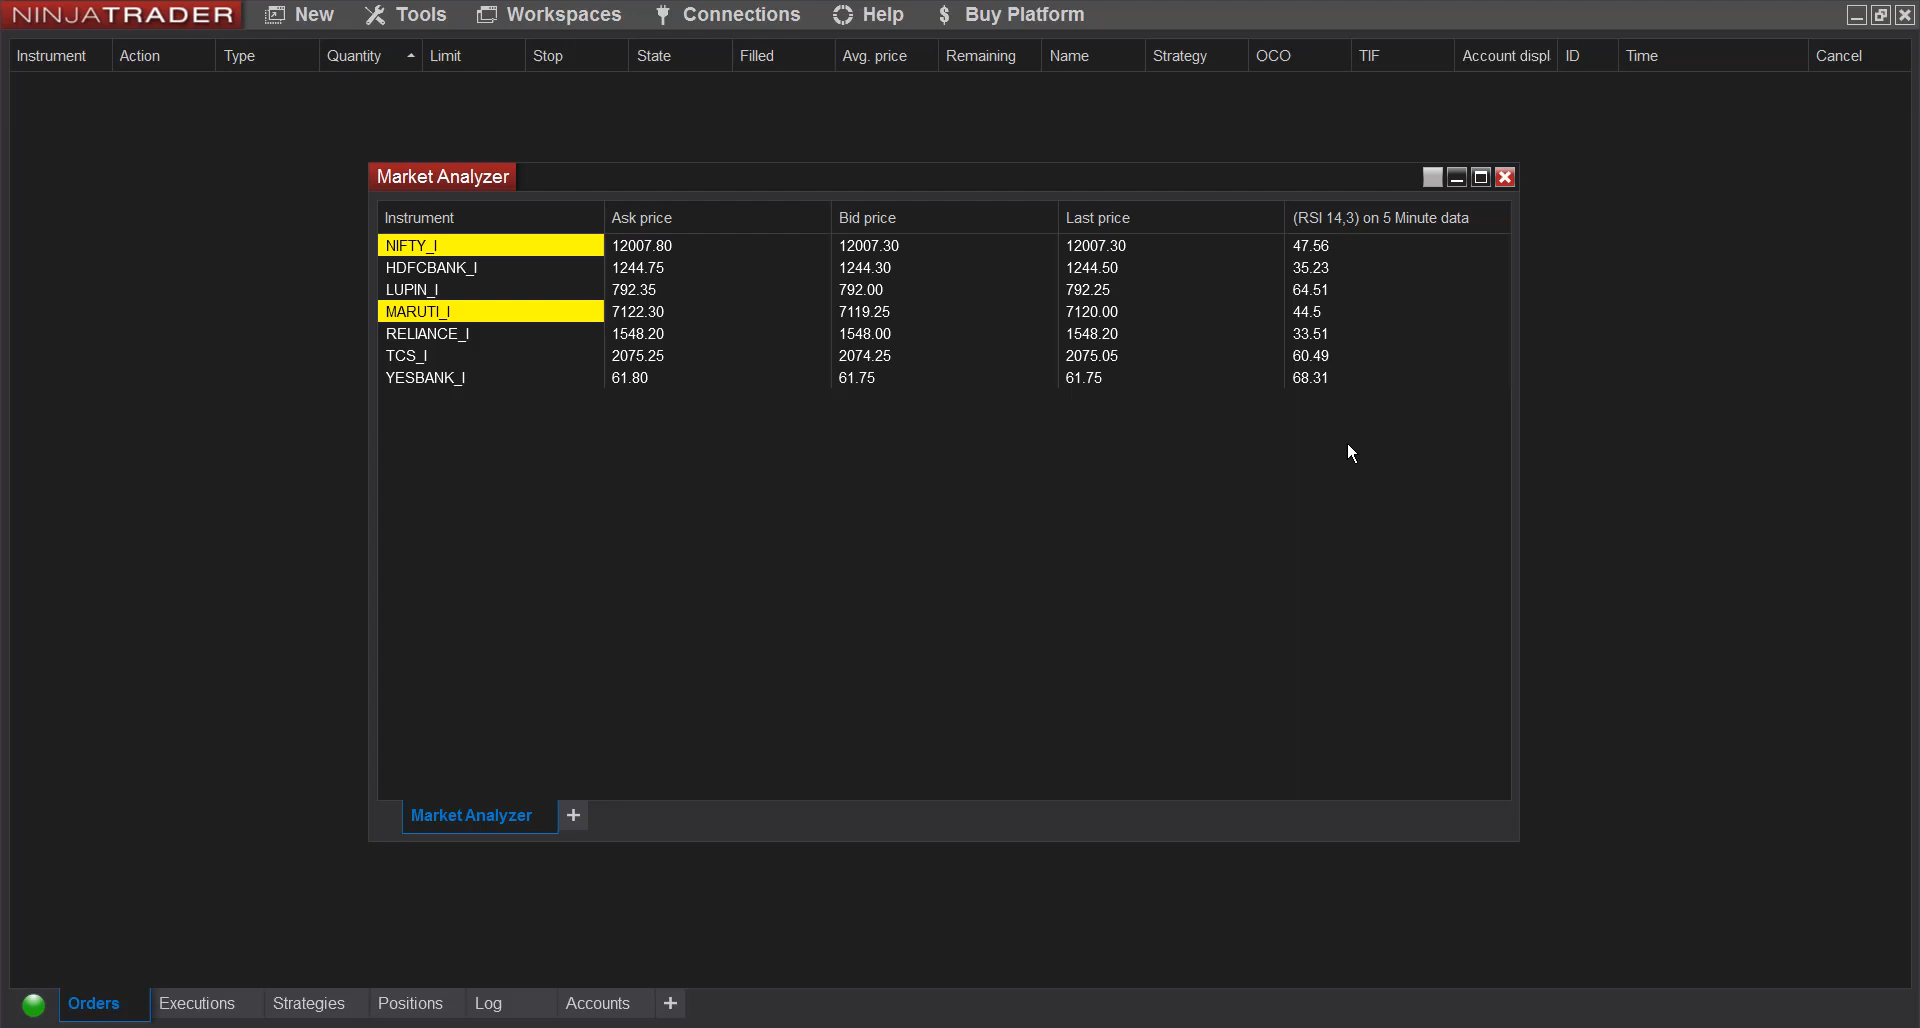 NINJATRADER New Tools Workspaces Connections Help $ Buy Platform
Instrument Action Type Quantity Limit Stop State Filled Avg. price Remaining Name Strategy OCO TIF Account displ ID Time Cancel
Market Analyzer
Instrument Ask price Bid price Last price (RSI 14,3) on 5 Minute data
NIFTY_I 12007.80 12007.30 12007.30 47.56
HDFCBANK_I 1244.75 1244.30 1244.50 35.23
LUPIN_I 792.35 792.00 792.25 64.51
MARUTI_I 7122.30 7119.25 7120.00 44.5
RELIANCE_I 1548.20 1548.00 1548.20 33.51
TCS_I 2075.25 2074.25 2075.05 60.49
YESBANK_I 61.80 61.75 61.75 68.31
Market Analyzer +
Orders Executions Strategies Positions Log Accounts +